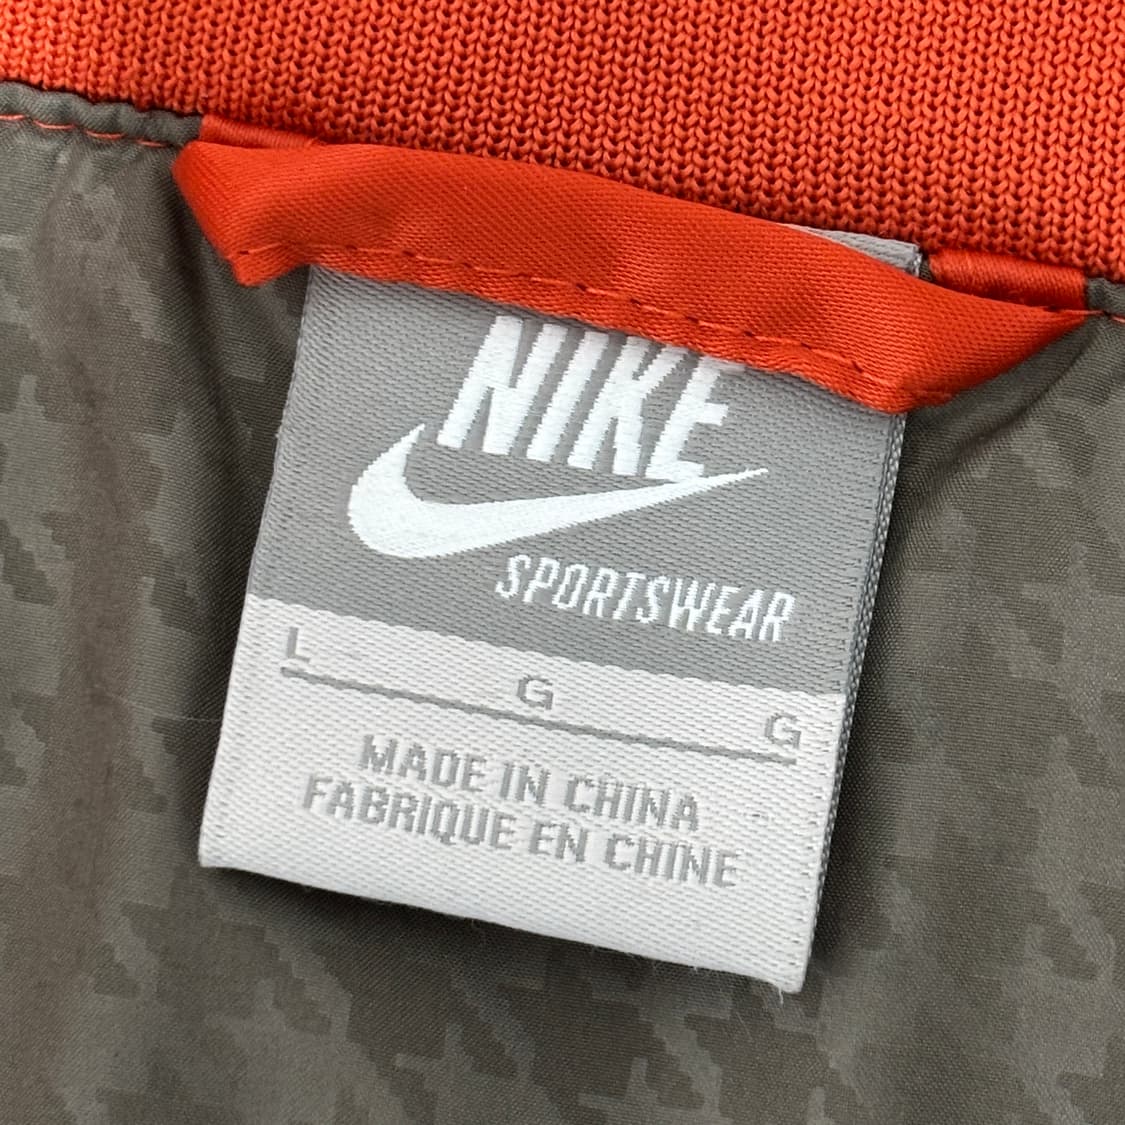 NIKE
SPORTSWEAR
L G G
MADE IN CHINA
FABRIQUE EN CHINE